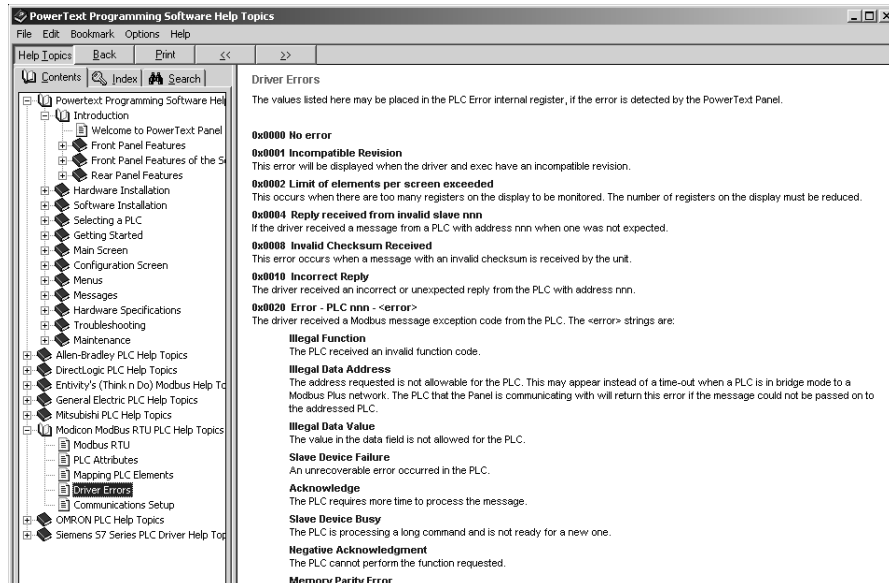 PowerText Programming Software Help Topics
File Edit Bookmark Options Help
Help Topics Back Print << >>
Contents Index Search
Powertext Programming Software Help
Introduction
Welcome to PowerText Panel
Front Panel Features
Front Panel Features of the Se
Rear Panel Features
Hardware Installation
Software Installation
Selecting a PLC
Getting Started
Main Screen
Configuration Screen
Menus
Messages
Hardware Specifications
Troubleshooting
Maintenance
Allen-Bradley PLC Help Topics
DirectLogic PLC Help Topics
Entivity's (Think n Do) Modbus Help To
General Electric PLC Help Topics
Mitsubishi PLC Help Topics
Modicon ModBus RTU PLC Help Topics
Modbus RTU
PLC Attributes
Mapping PLC Elements
Driver Errors
Communications Setup
OMRON PLC Help Topics
Siemens S7 Series PLC Driver Help Top
Driver Errors
The values listed here may be placed in the PLC Error internal register, if the error is detected by the PowerText Panel.
0x0000 No error
0x0001 Incompatible Revision
This error will be displayed when the driver and exec have an incompatible revision.
0x0002 Limit of elements per screen exceeded
This occurs when there are too many registers on the display to be monitored. The number of registers on the display must be reduced.
0x0004 Reply received from invalid slave nnn
If the driver received a message from a PLC with address nnn when one was not expected.
0x0008 Invalid Checksum Received
This error occurs when a message with an invalid checksum is received by the unit.
0x0010 Incorrect Reply
The driver received an incorrect or unexpected reply from the PLC with address nnn.
0x0020 Error - PLC nnn - <error>
The driver received a Modbus message exception code from the PLC. The <error> strings are:
Illegal Function
The PLC received an invalid function code.
Illegal Data Address
The address requested is not allowable for the PLC. This may appear instead of a time-out when a PLC is in bridge mode to a
Modbus Plus network. The PLC that the Panel is communicating with will return this error if the message could not be passed on to
the addressed PLC.
Illegal Data Value
The value in the data field is not allowed for the PLC.
Slave Device Failure
An unrecoverable error occurred in the PLC.
Acknowledge
The PLC requires more time to process the message.
Slave Device Busy
The PLC is processing a long command and is not ready for a new one.
Negative Acknowledgment
The PLC cannot perform the function requested.
Memory Parity Error